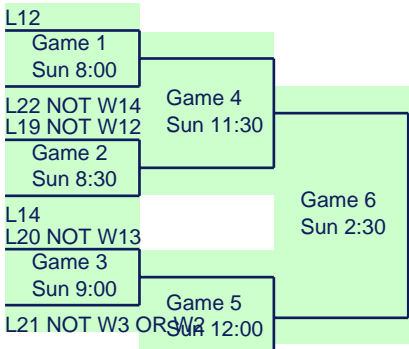 L12
Game 1
Sun 8:00
L22 NOT W14
L19 NOT W12
Game 2
Sun 8:30
L14
L20 NOT W13
Game 3
Sun 9:00
L21 NOT W3 OR W2
Game 4
Sun 11:30
Game 5
Sun 12:00
Game 6
Sun 2:30